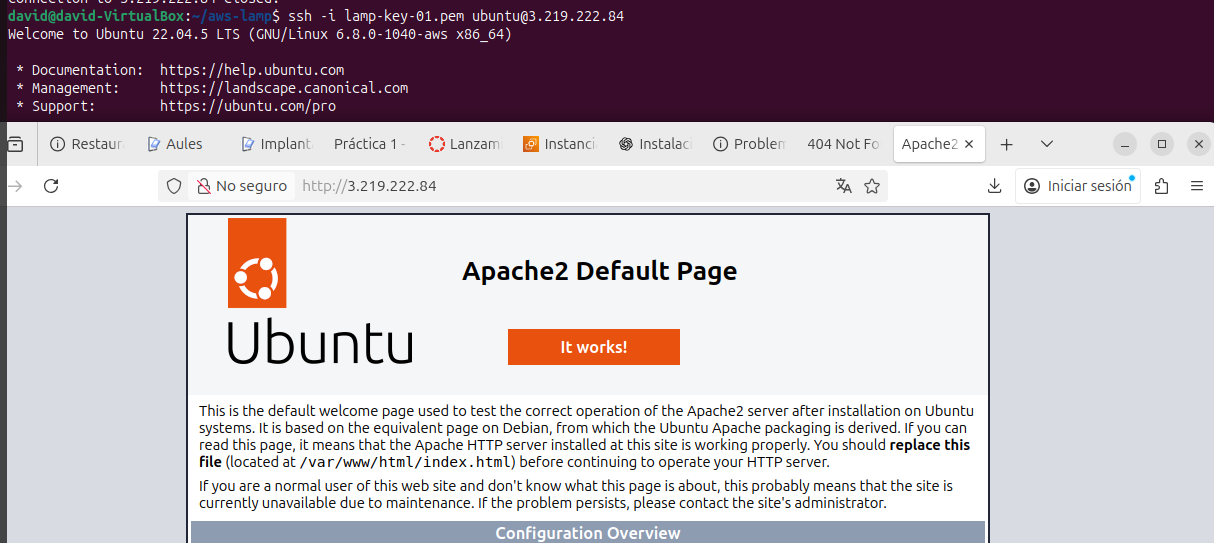 Connection to 3.219.222.84 closed.
david@david-VirtualBox:~/aws-lamp$ ssh -i lamp-key-01.pem ubuntu@3.219.222.84
Welcome to Ubuntu 22.04.5 LTS (GNU/Linux 6.8.0-1040-aws x86_64)
* Documentation: https://help.ubuntu.com
* Management: https://landscape.canonical.com
* Support: https://ubuntu.com/pro
Restaur Aules Implant Práctica 1 - Lanzam Instanci Instalaci Problem 404 Not Fo Apache2
No seguro http://3.219.222.84 Iniciar sesión
Apache2 Default Page
Ubuntu
It works!
This is the default welcome page used to test the correct operation of the Apache2 server after installation on Ubuntu
systems. It is based on the equivalent page on Debian, from which the Ubuntu Apache packaging is derived. If you can
read this page, it means that the Apache HTTP server installed at this site is working properly. You should replace this
file (located at /var/www/html/index.html) before continuing to operate your HTTP server.
If you are a normal user of this web site and don't know what this page is about, this probably means that the site is
currently unavailable due to maintenance. If the problem persists, please contact the site's administrator.
Configuration Overview